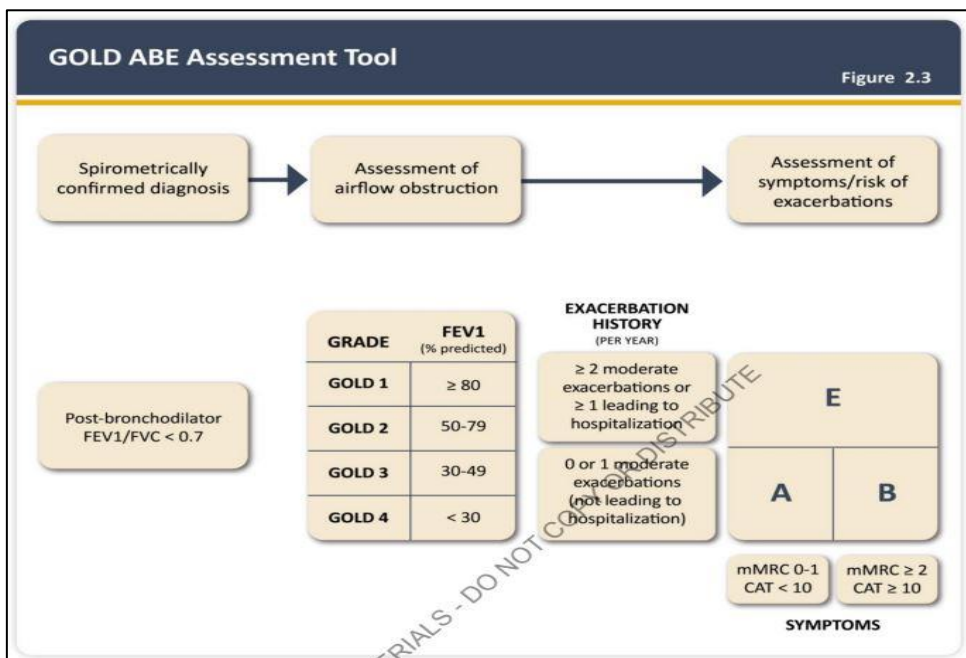 GOLD ABE Assessment Tool
Figure 2.3
Spirometrically
confirmed diagnosis
Assessment of
airflow obstruction
Assessment of
symptoms/risk of
exacerbations
Post-bronchodilator
FEV1/FVC < 0.7
GRADE FEV1
(% predicted)
GOLD 1 ≥ 80
GOLD 2 50-79
GOLD 3 30-49
GOLD 4 < 30
EXACERBATION
HISTORY
(PER YEAR)
≥ 2 moderate
exacerbations or
≥ 1 leading to
hospitalization
0 or 1 moderate
exacerbations
(not leading to
hospitalization)
E
A B
mMRC 0-1
CAT < 10
mMRC ≥ 2
CAT ≥ 10
SYMPTOMS
- DO NOT COPY OR DISTRIBUTE